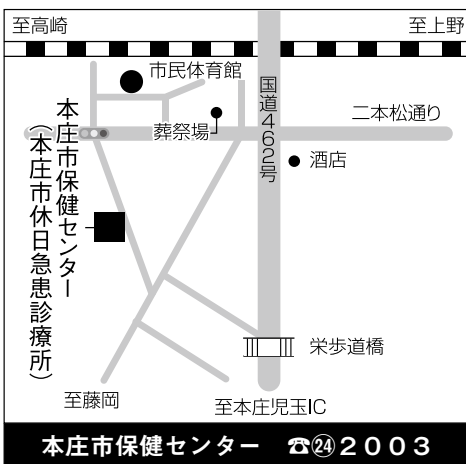 至高崎
至上野
市民体育館
国道462号
二本松通り
葬祭場
酒店
本庄市保健センター
（本庄市休日急患診療所）
栄歩道橋
至藤岡
至本庄児玉IC
本庄市保健センター ☎㉔2003